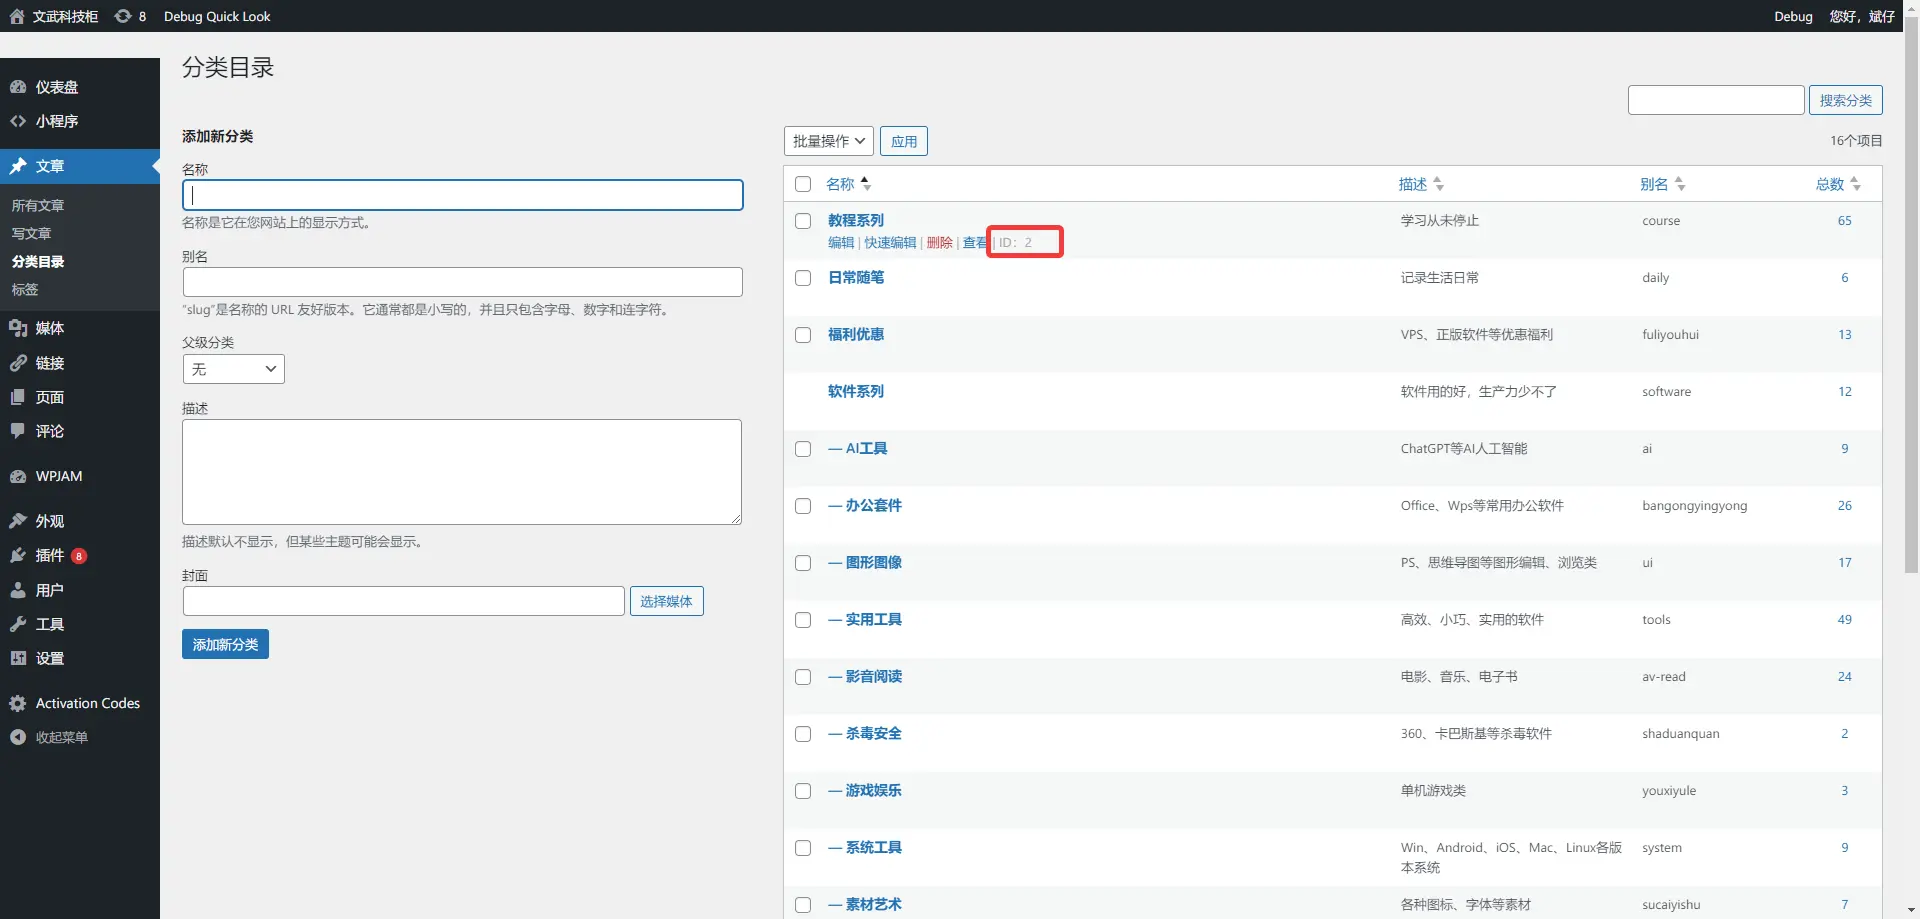 文武科技柜 8 Debug Quick Look Debug 您好，斌仔
仪表盘
小程序
文章
所有文章
写文章
分类目录
标签
媒体
链接
页面
评论
WPJAM
外观
插件 8
用户
工具
设置
Activation Codes
收起菜单
分类目录
搜索分类
添加新分类
名称
名称是它在您网站上的显示方式。
别名
“slug”是名称的 URL 友好版本。它通常都是小写的，并且只包含字母、数字和连字符。
父级分类
无
描述
描述默认不显示，但某些主题可能会显示。
封面
选择媒体
添加新分类
批量操作 应用 16个项目
名称 描述 别名 总数
教程系列 学习从未停止 course 65
编辑 | 快速编辑 | 删除 | 查看 | ID：2
日常随笔 记录生活日常 daily 6
福利优惠 VPS、正版软件等优惠福利 fuliyouhui 13
软件系列 软件用的好，生产力少不了 software 12
— AI工具 ChatGPT等AI人工智能 ai 9
— 办公套件 Office、Wps等常用办公软件 bangongyingyong 26
— 图形图像 PS、思维导图等图形编辑、浏览类 ui 17
— 实用工具 高效、小巧、实用的软件 tools 49
— 影音阅读 电影、音乐、电子书 av-read 24
— 杀毒安全 360、卡巴斯基等杀毒软件 shaduanquan 2
— 游戏娱乐 单机游戏类 youxiyule 3
— 系统工具 Win、Android、iOS、Mac、Linux各版 system 9
本系统
— 素材艺术 各种图标、字体等素材 sucaiyishu 7